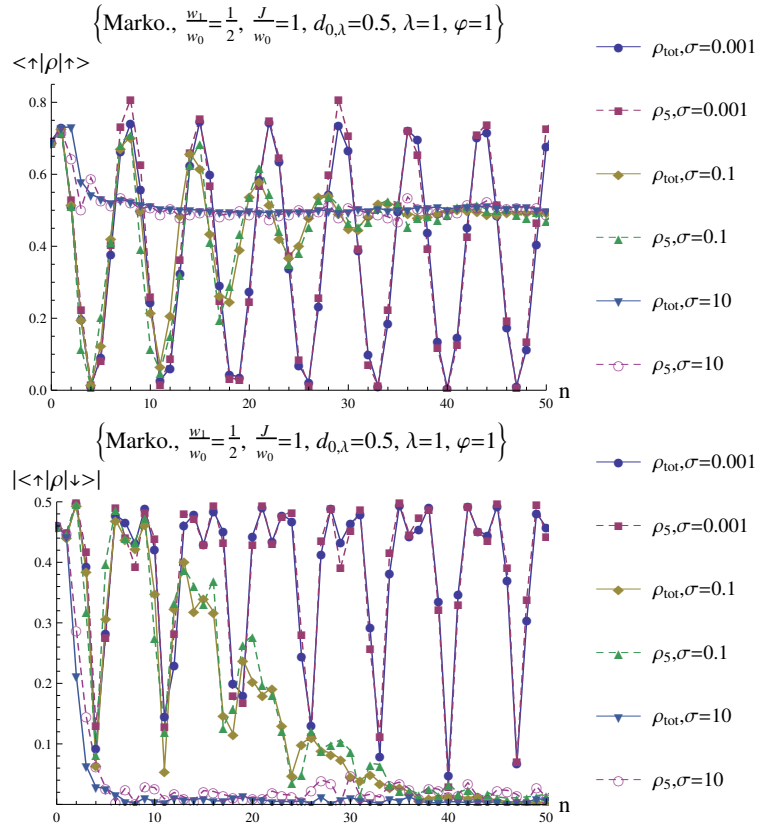 {Marko., w₁/w₀=1/2, J/w₀=1, d₀,λ=0.5, λ=1, φ=1}
<↑|ρ|↑>
0.8
0.6
0.4
0.2
0.0
0 10 20 30 40 50 n
ρtot,σ=0.001
ρ₅,σ=0.001
ρtot,σ=0.1
ρ₅,σ=0.1
ρtot,σ=10
ρ₅,σ=10
{Marko., w₁/w₀=1/2, J/w₀=1, d₀,λ=0.5, λ=1, φ=1}
|<↑|ρ|↓>|
0.5
0.4
0.3
0.2
0.1
0 10 20 30 40 50 n
ρtot,σ=0.001
ρ₅,σ=0.001
ρtot,σ=0.1
ρ₅,σ=0.1
ρtot,σ=10
ρ₅,σ=10